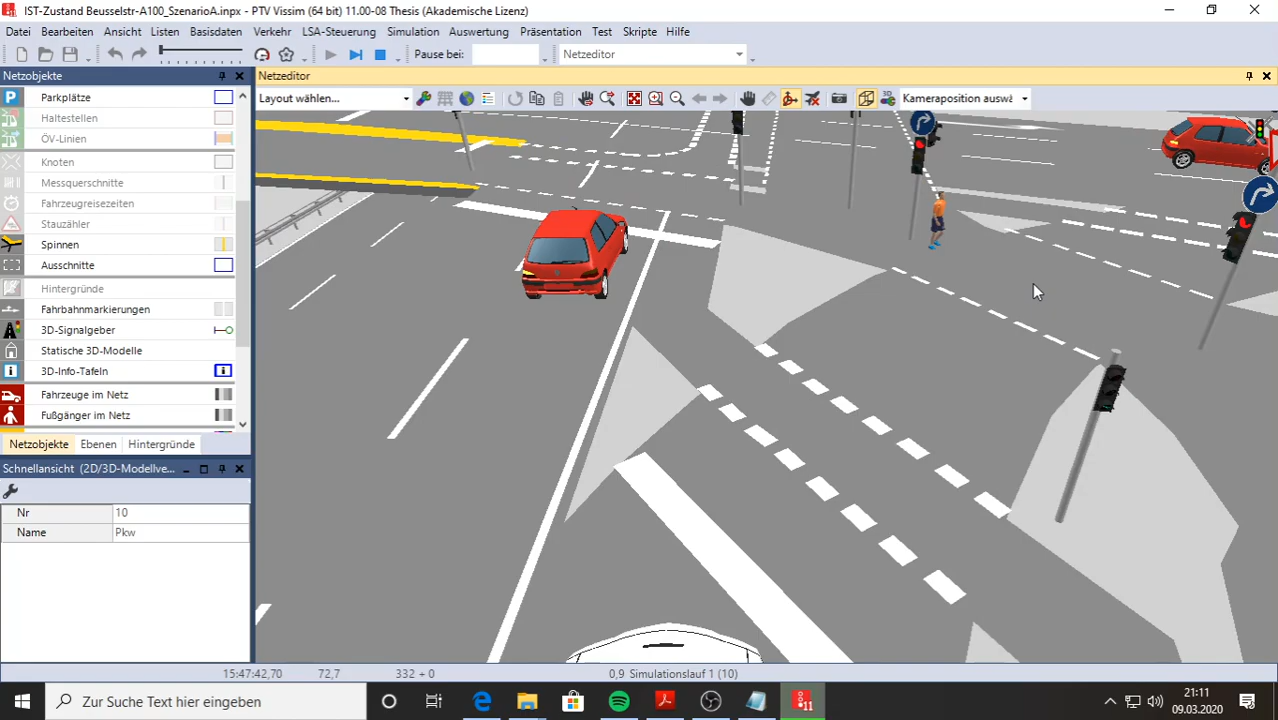 IST-Zustand Beusselstr-A100_SzenarioA.inpx - PTV Vissim (64 bit) 11.00-08 Thesis (Akademische Lizenz)
Datei Bearbeiten Ansicht Listen Basisdaten Verkehr LSA-Steuerung Simulation Auswertung Präsentation Test Skripte Hilfe
Pause bei: Netzeditor
Netzobjekte
Netzeditor
Layout wählen... Kameraposition auswä
Parkplätze
Haltestellen
ÖV-Linien
Knoten
Messquerschnitte
Fahrzeugreisezeiten
Stauzähler
Spinnen
Ausschnitte
Hintergründe
Fahrbahnmarkierungen
3D-Signalgeber
Statische 3D-Modelle
3D-Info-Tafeln
Fahrzeuge im Netz
Fußgänger im Netz
Netzobjekte Ebenen Hintergründe
Schnellansicht (2D/3D-Modellve...
Nr 10
Name Pkw
15:47:42,70 72,7 332 + 0 0,9 Simulationslauf 1 (10)
Zur Suche Text hier eingeben
21:11
09.03.2020